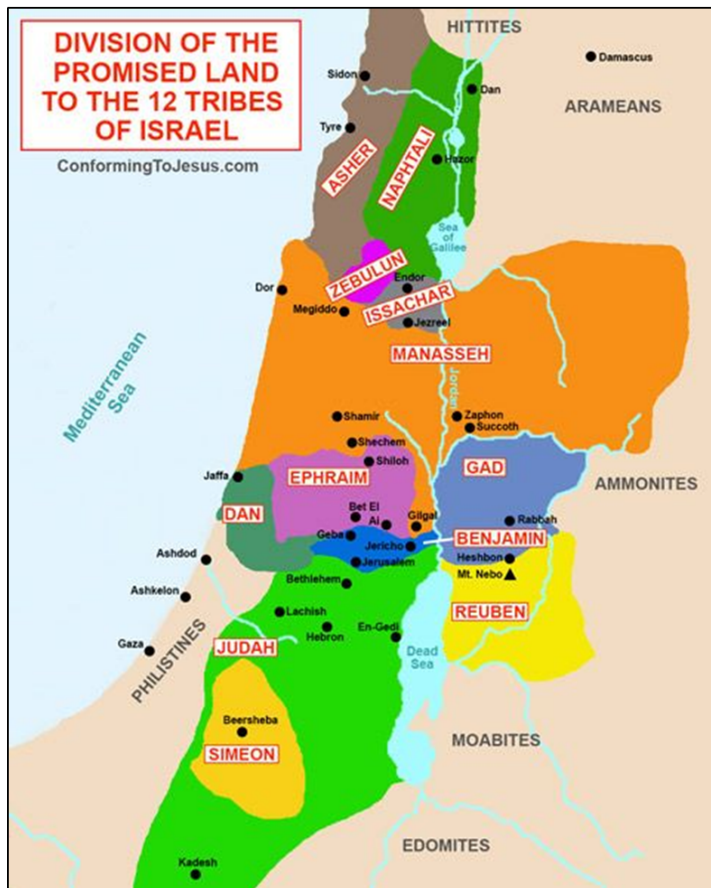 DIVISION OF THE
PROMISED LAND
TO THE 12 TRIBES
OF ISRAEL
ConformingToJesus.com
HITTITES
Damascus
Sidon
Dan
ARAMEANS
Tyre
ASHER
NAPHTALI
Hazor
Sea of
Galilee
ZEBULUN
Dor
Endor
ISSACHAR
Megiddo
Jezreel
MANASSEH
Mediterranean
Sea
Jordan
Shamir
Zaphon
Succoth
Shechem
Shiloh
GAD
EPHRAIM
Jaffa
AMMONITES
DAN
Bet El
Ai
Gilgal
Rabbah
Geba
BENJAMIN
Jericho
Ashdod
Jerusalem
Heshbon
Mt. Nebo
Bethlehem
Ashkelon
REUBEN
Lachish
Hebron
En-Gedi
Gaza
JUDAH
Dead
Sea
PHILISTINES
Beersheba
SIMEON
MOABITES
EDOMITES
Kadesh